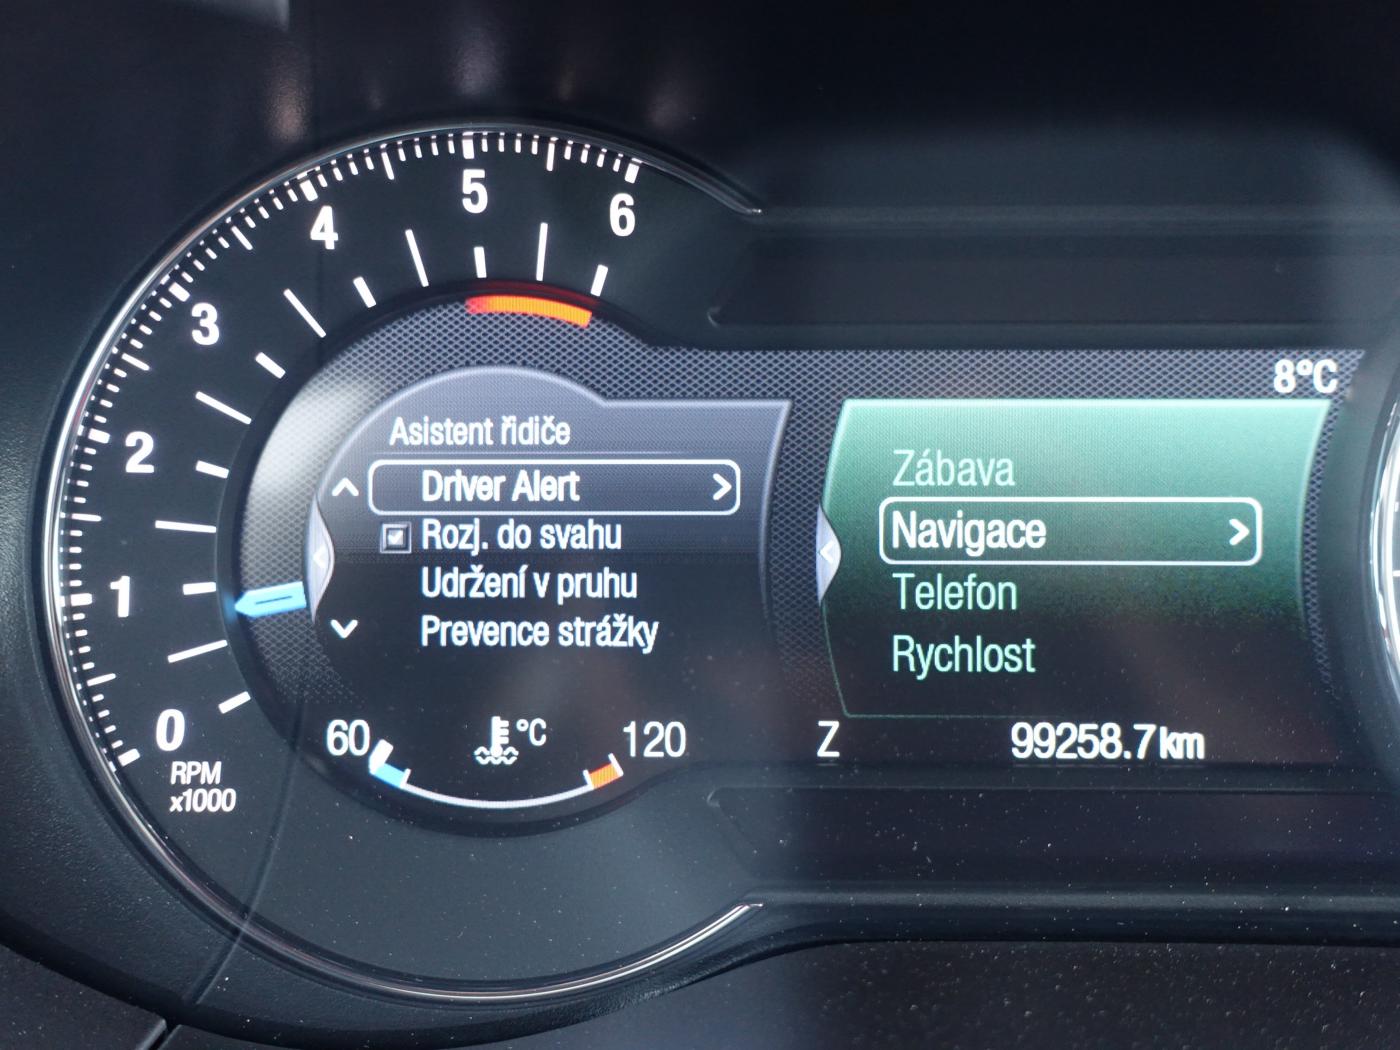 0
1
2
3
4
5
6
RPM
x1000
8°C
Asistent řidiče
Driver Alert
Rozj. do svahu
Udržení v pruhu
Prevence strážky
60
°C
120
Zábava
Navigace
Telefon
Rychlost
Z
99258.7 km